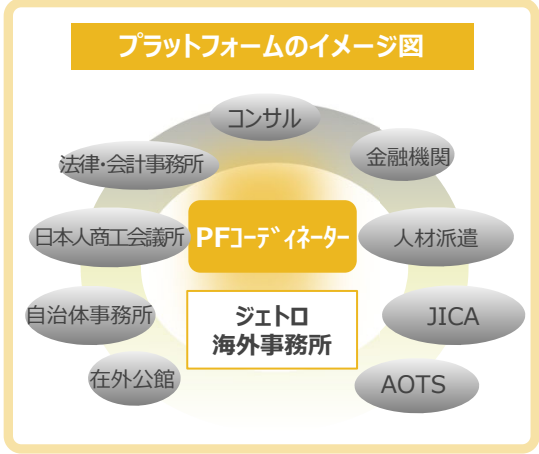 プラットフォームのイメージ図
コンサル
法律・会計事務所
金融機関
日本人商工会議所
PFコーディネーター
人材派遣
自治体事務所
ジェトロ
海外事務所
JICA
在外公館
AOTS